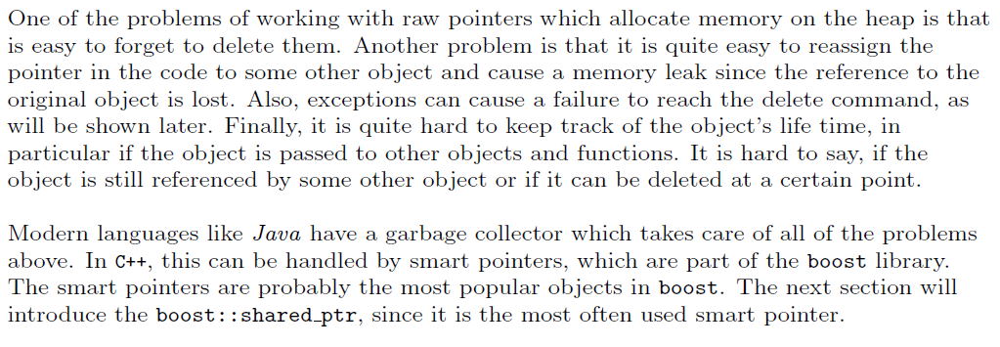 One of the problems of working with raw pointers which allocate memory on the heap is that
is easy to forget to delete them. Another problem is that it is quite easy to reassign the
pointer in the code to some other object and cause a memory leak since the reference to the
original object is lost. Also, exceptions can cause a failure to reach the delete command, as
will be shown later. Finally, it is quite hard to keep track of the object's life time, in
particular if the object is passed to other objects and functions. It is hard to say, if the
object is still referenced by some other object or if it can be deleted at a certain point.
Modern languages like Java have a garbage collector which takes care of all of the problems
above. In C++, this can be handled by smart pointers, which are part of the boost library.
The smart pointers are probably the most popular objects in boost. The next section will
introduce the boost::shared_ptr, since it is the most often used smart pointer.